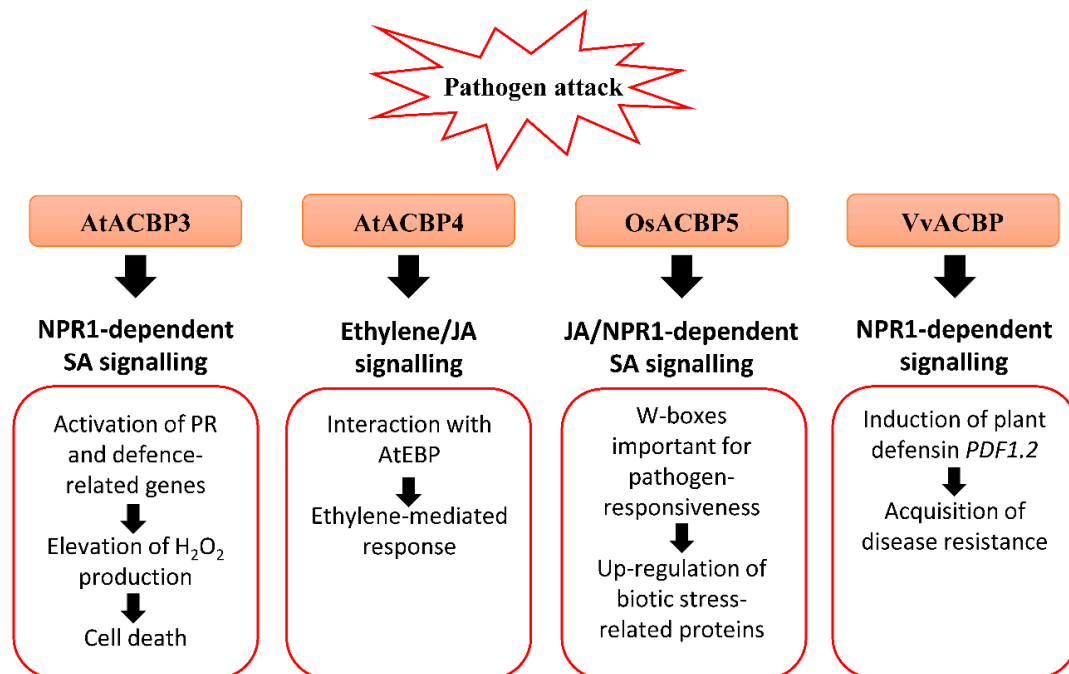 Pathogen attack
AtACBP3
AtACBP4
OsACBP5
VvACBP
NPR1-dependent
SA signalling
Ethylene/JA
signalling
JA/NPR1-dependent
SA signalling
NPR1-dependent
signalling
Activation of PR
and defence-
related genes
Elevation of H₂O₂
production
Cell death
Interaction with
AtEBP
Ethylene-mediated
response
W-boxes
important for
pathogen-
responsiveness
Up-regulation of
biotic stress-
related proteins
Induction of plant
defensin PDF1.2
Acquisition of
disease resistance